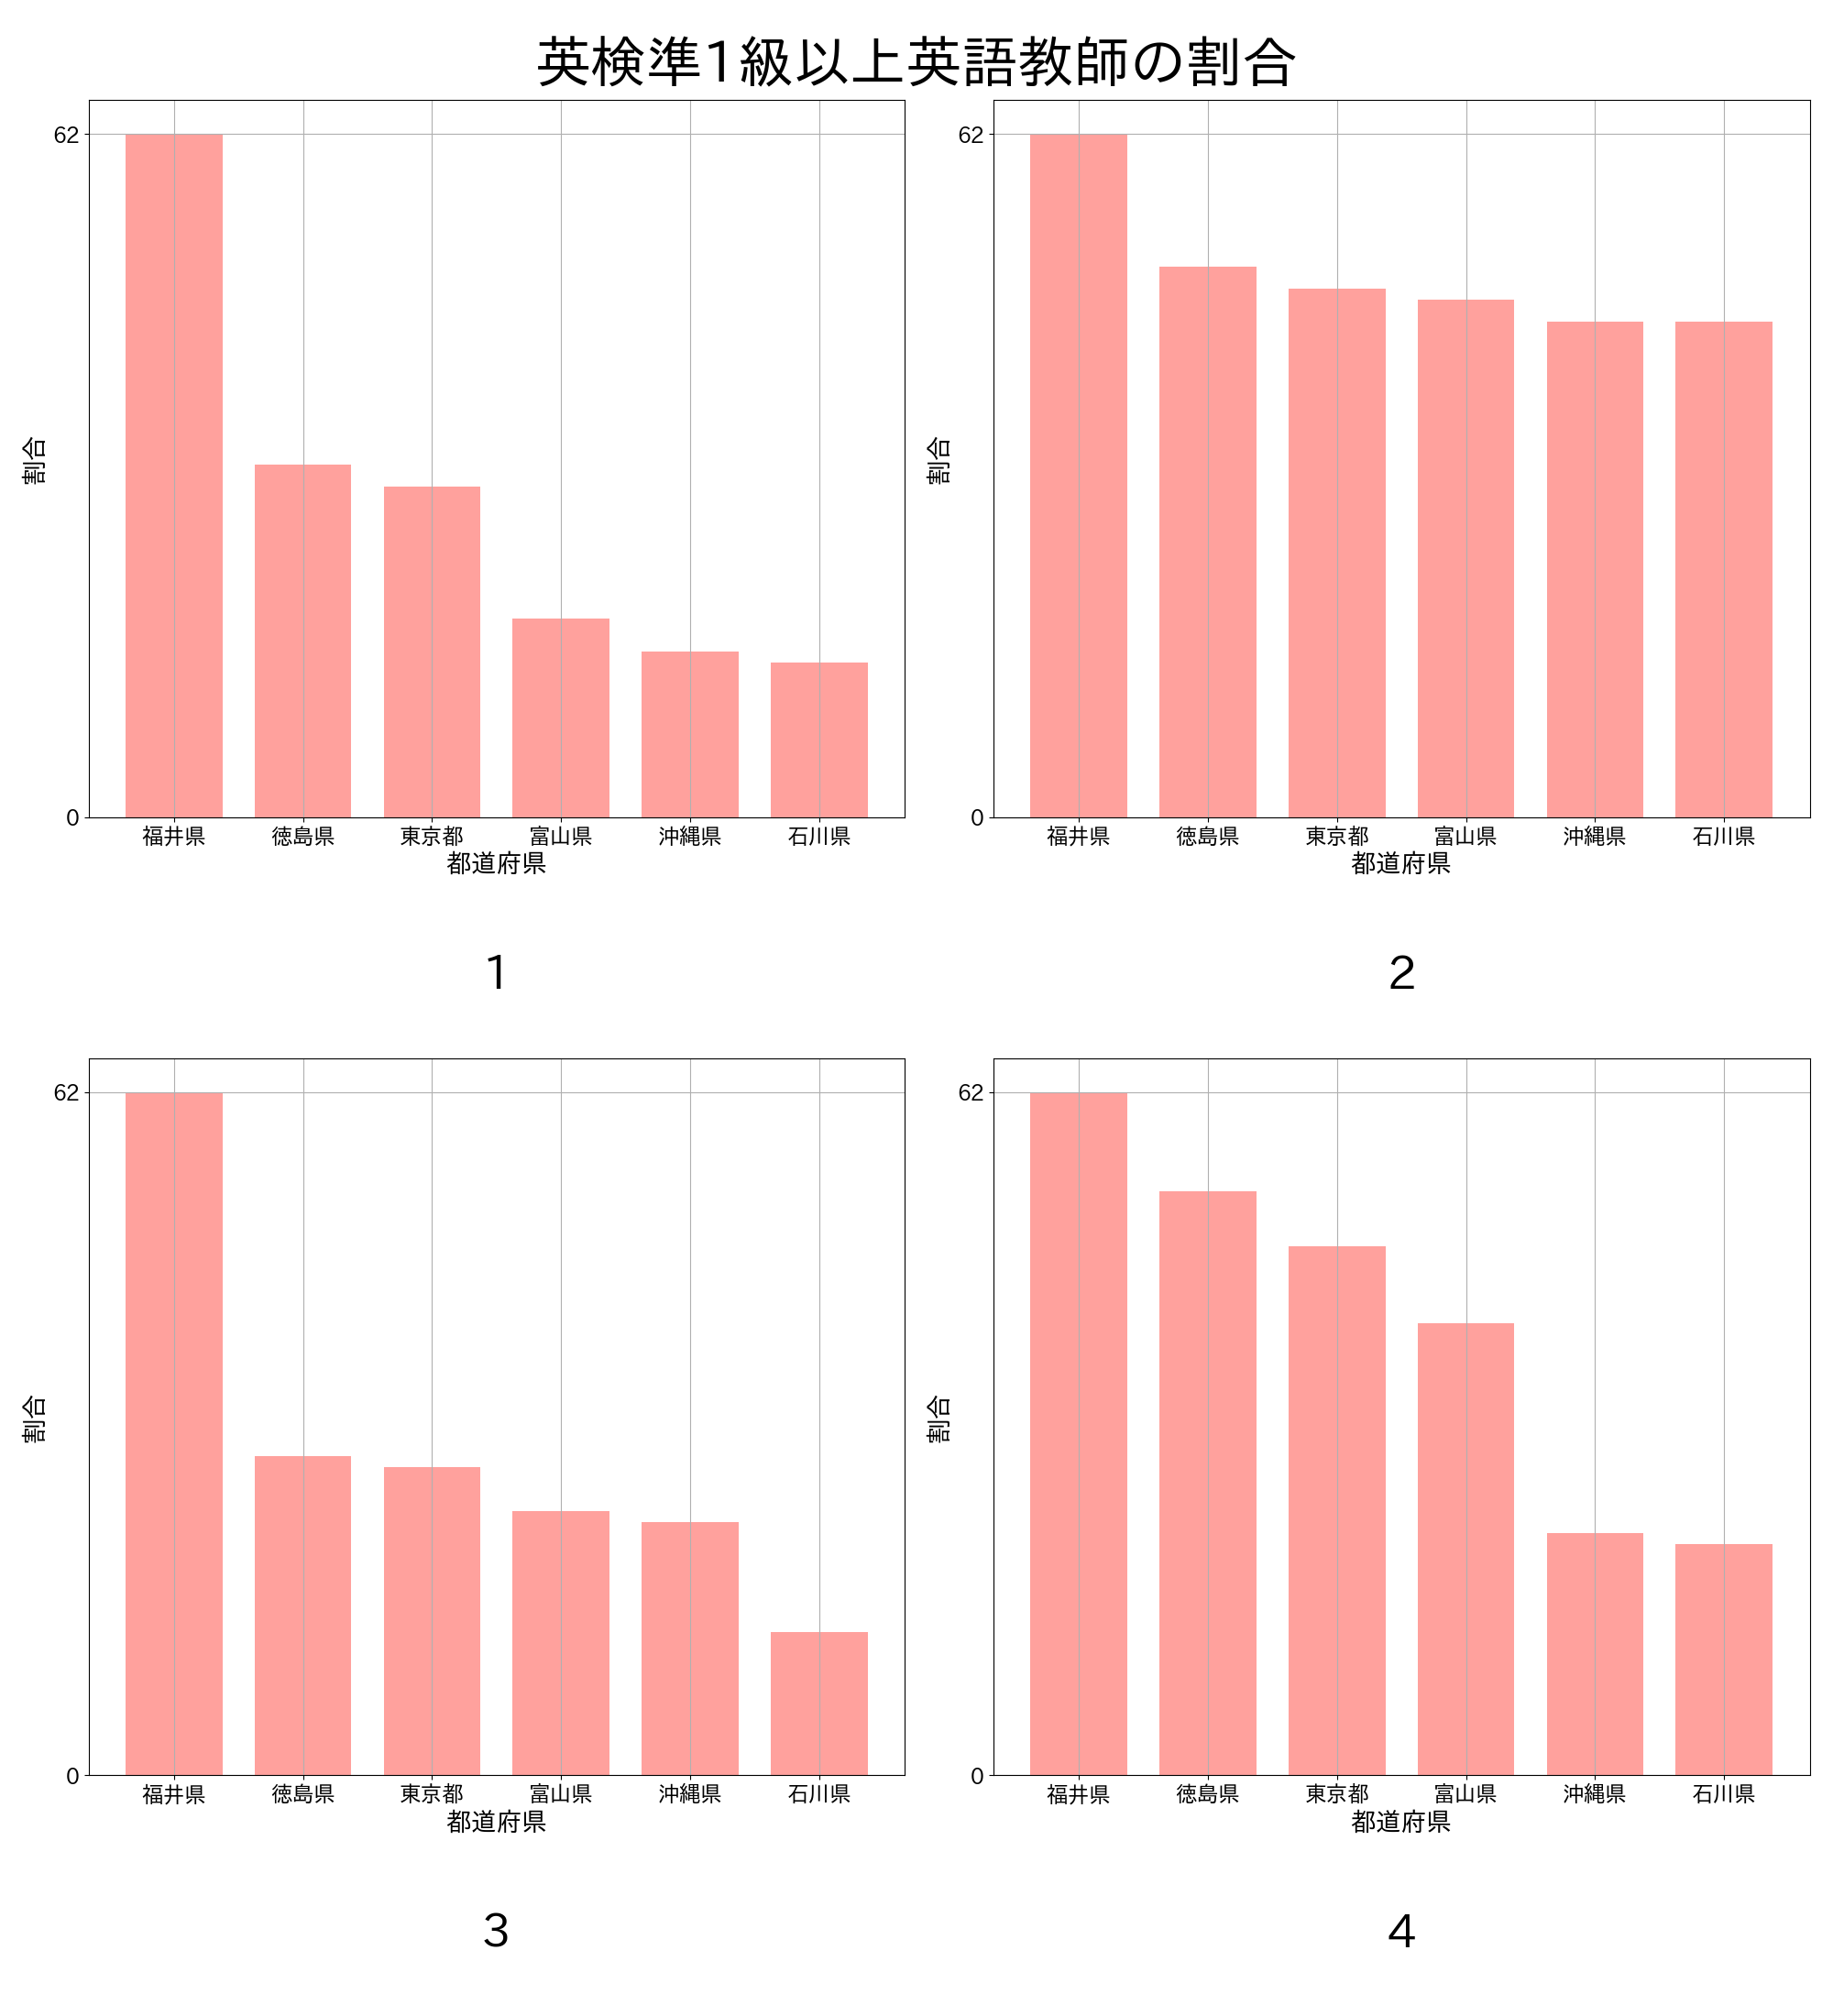 英検準1級以上英語教師の割合
62
0
割合
福井県 徳島県 東京都 富山県 沖縄県 石川県
都道府県
1
62
0
割合
福井県 徳島県 東京都 富山県 沖縄県 石川県
都道府県
2
62
0
割合
福井県 徳島県 東京都 富山県 沖縄県 石川県
都道府県
3
62
0
割合
福井県 徳島県 東京都 富山県 沖縄県 石川県
都道府県
4